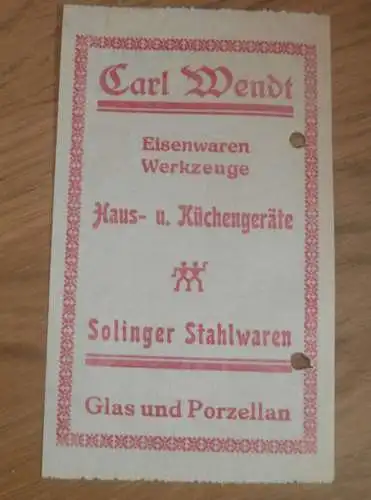 Carl Wendt
Eisenwaren
Werkzeuge
Haus- u. Küchengeräte
Solinger Stahlwaren
Glas und Porzellan